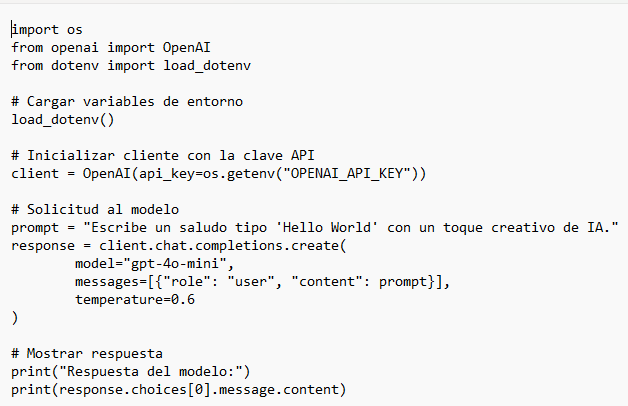 import os
from openai import OpenAI
from dotenv import load_dotenv

# Cargar variables de entorno
load_dotenv()

# Inicializar cliente con la clave API
client = OpenAI(api_key=os.getenv("OPENAI_API_KEY"))

# Solicitud al modelo
prompt = "Escribe un saludo tipo 'Hello World' con un toque creativo de IA."
response = client.chat.completions.create(
        model="gpt-4o-mini",
        messages=[{"role": "user", "content": prompt}],
        temperature=0.6
)

# Mostrar respuesta
print("Respuesta del modelo:")
print(response.choices[0].message.content)